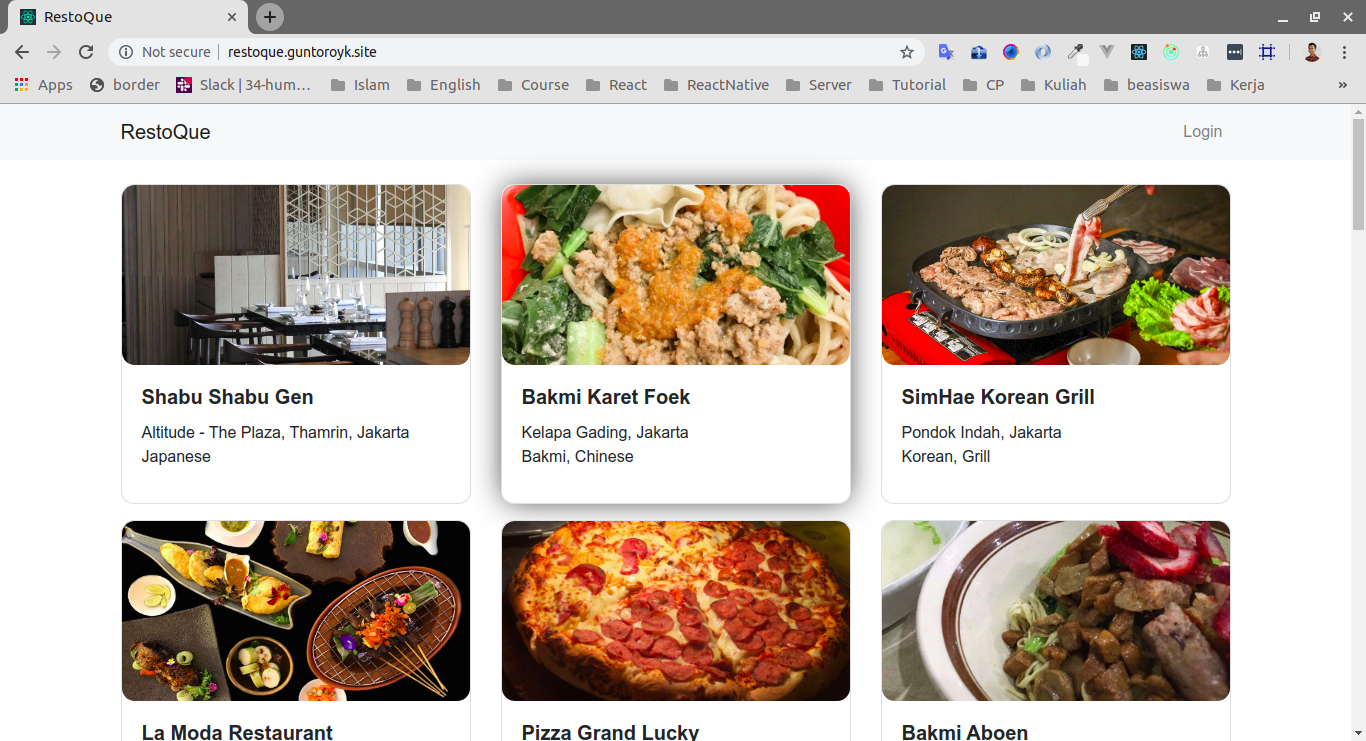 RestoQue
Not secure restoque.guntoroyk.site
Apps border Slack | 34-hum… Islam English Course React ReactNative Server Tutorial CP Kuliah beasiswa Kerja »
RestoQue Login
Shabu Shabu Gen
Altitude - The Plaza, Thamrin, Jakarta
Japanese
Bakmi Karet Foek
Kelapa Gading, Jakarta
Bakmi, Chinese
SimHae Korean Grill
Pondok Indah, Jakarta
Korean, Grill
La Moda Restaurant
Pizza Grand Lucky
Bakmi Aboen